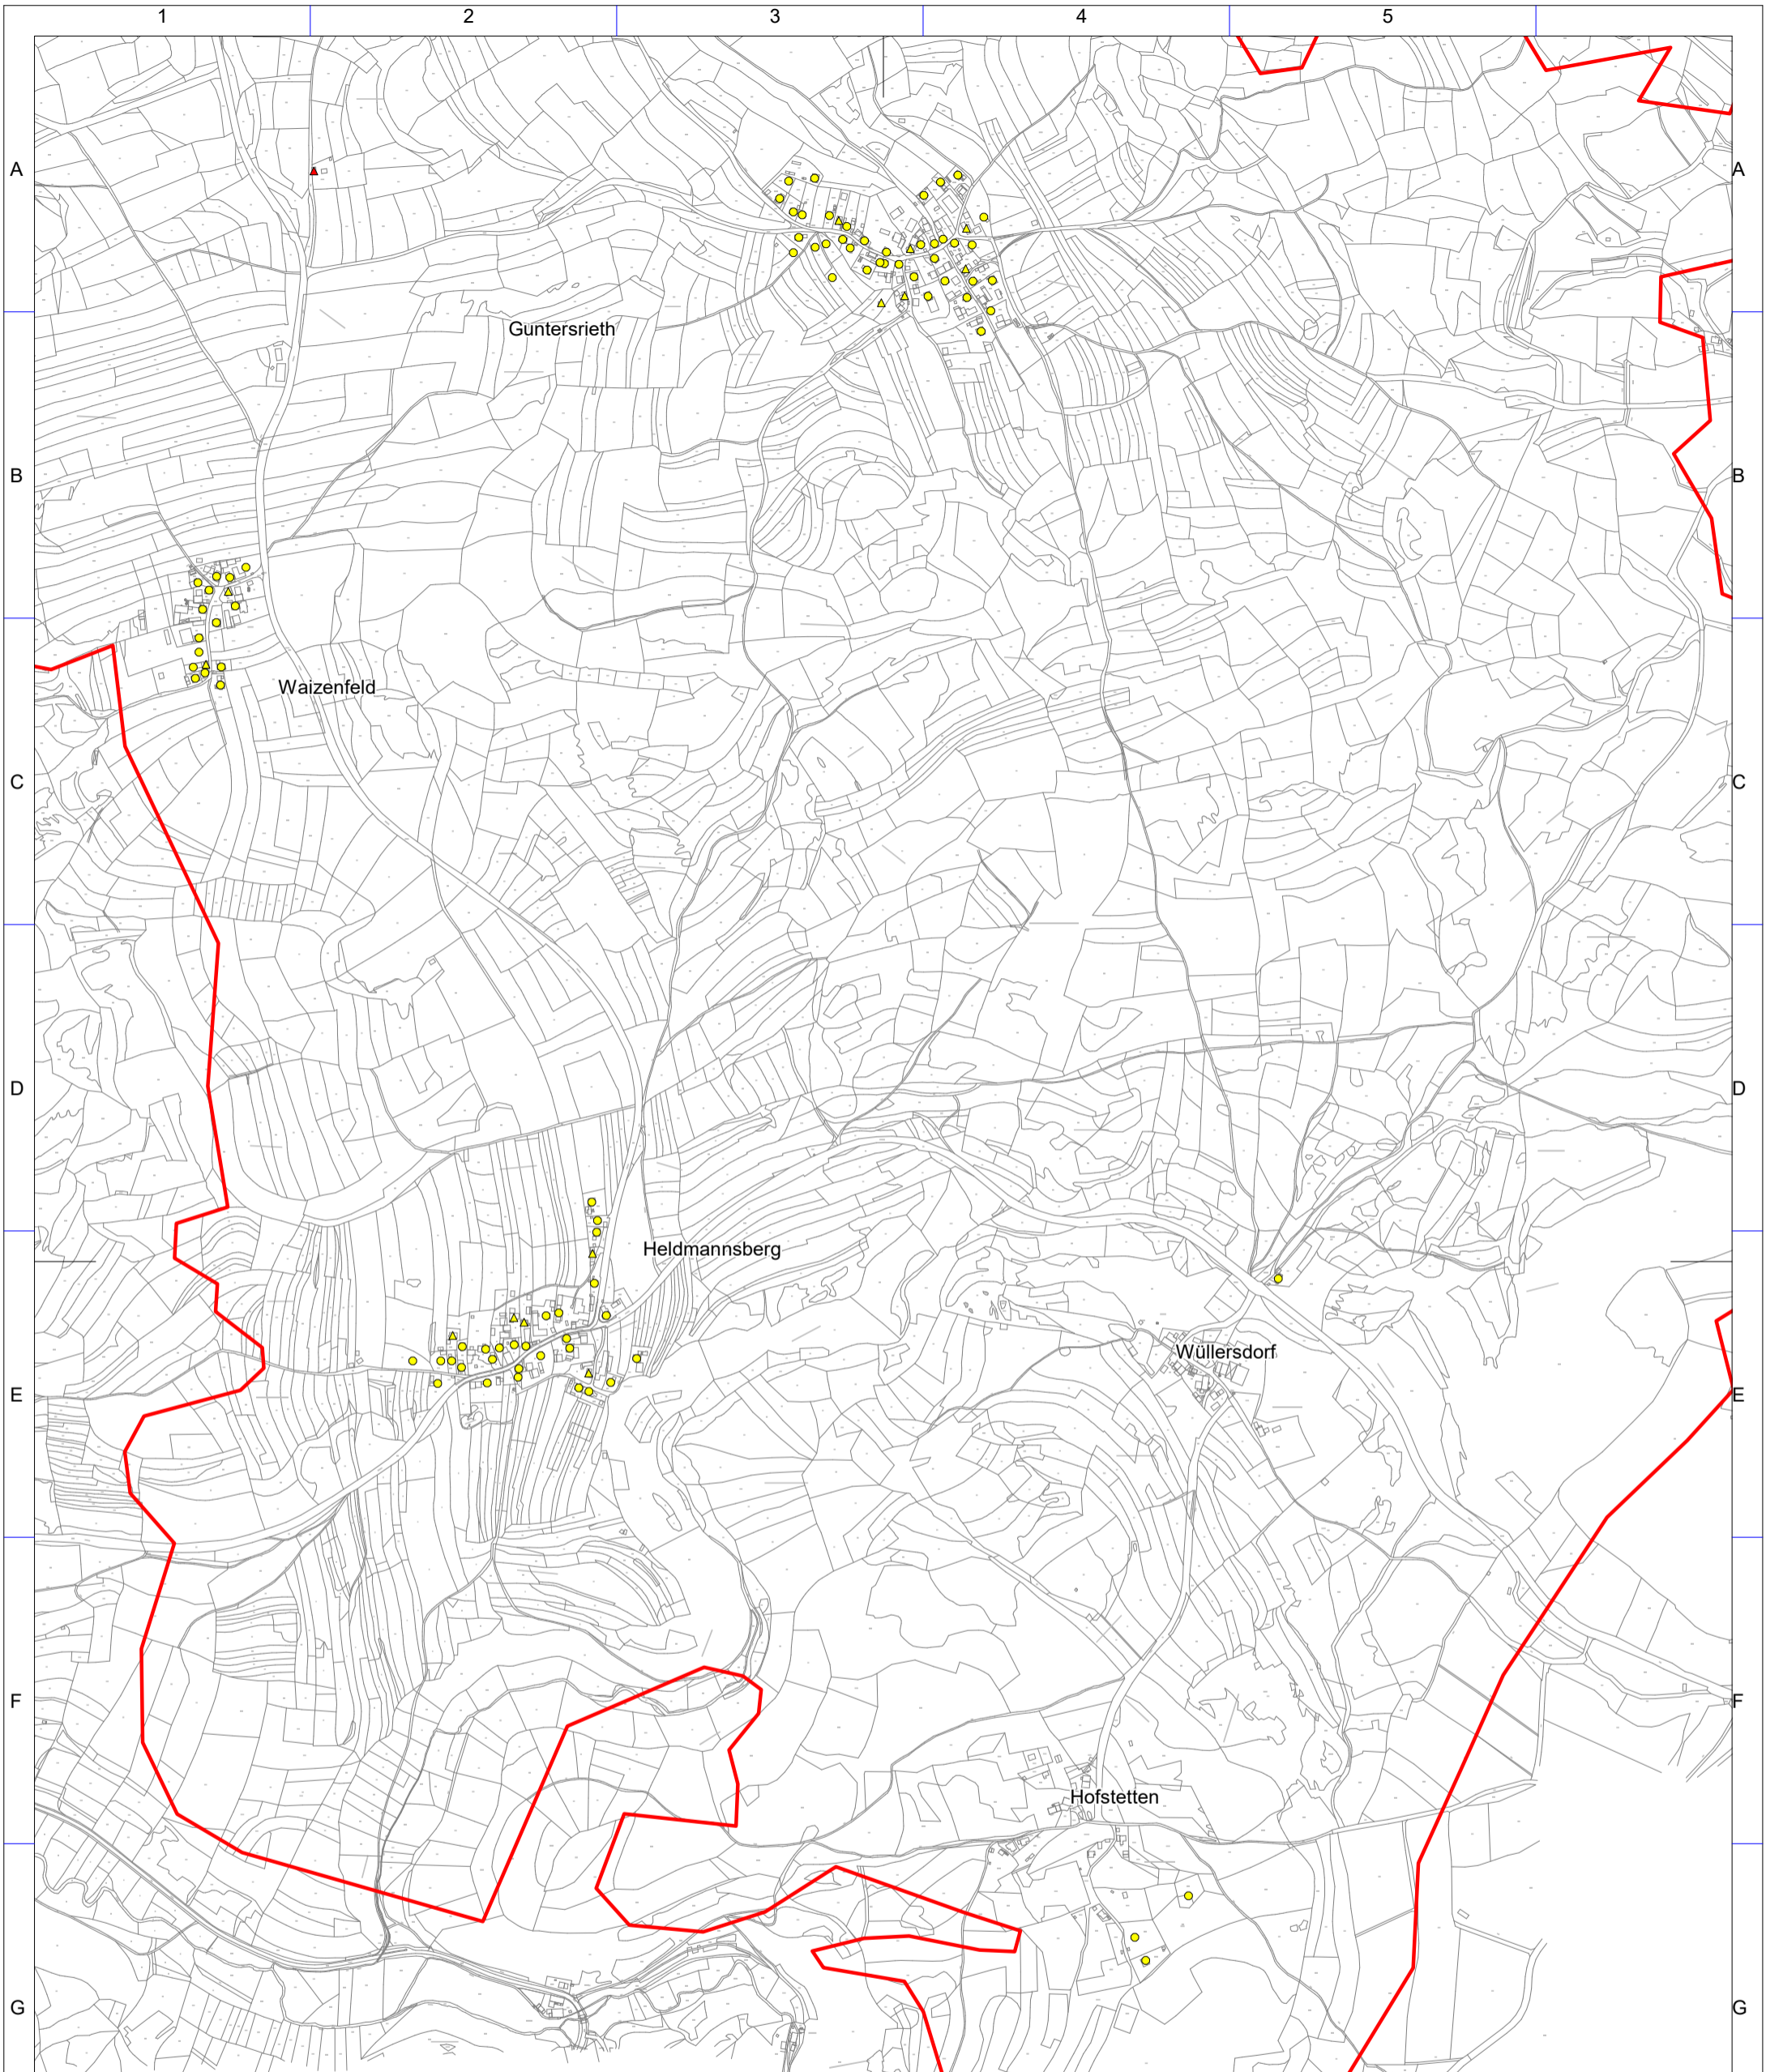 1 2 3 4 5
A A
Guntersrieth
B B
Waizenfeld
C C
D D
Heldmannsberg
Wüllersdorf
E E
F F
Hofstetten
G G